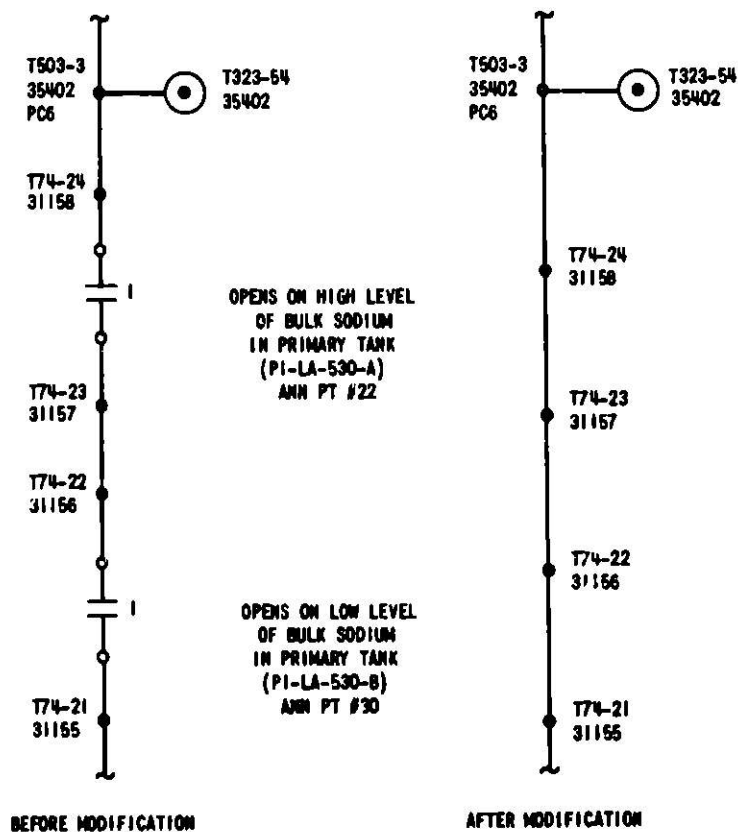 T503-3
35402
PC6
T323-54
35402
T74-24
31158
1
OPENS ON HIGH LEVEL
OF BULK SODIUM
IN PRIMARY TANK
(PI-LA-530-A)
ANN PT #22
T74-23
31157
T74-22
31156
1
OPENS ON LOW LEVEL
OF BULK SODIUM
IN PRIMARY TANK
(PI-LA-530-B)
ANN PT #30
T74-21
31155
BEFORE MODIFICATION
T503-3
35402
PC6
T323-54
35402
T74-24
31158
T74-23
31157
T74-22
31156
T74-21
31155
AFTER MODIFICATION